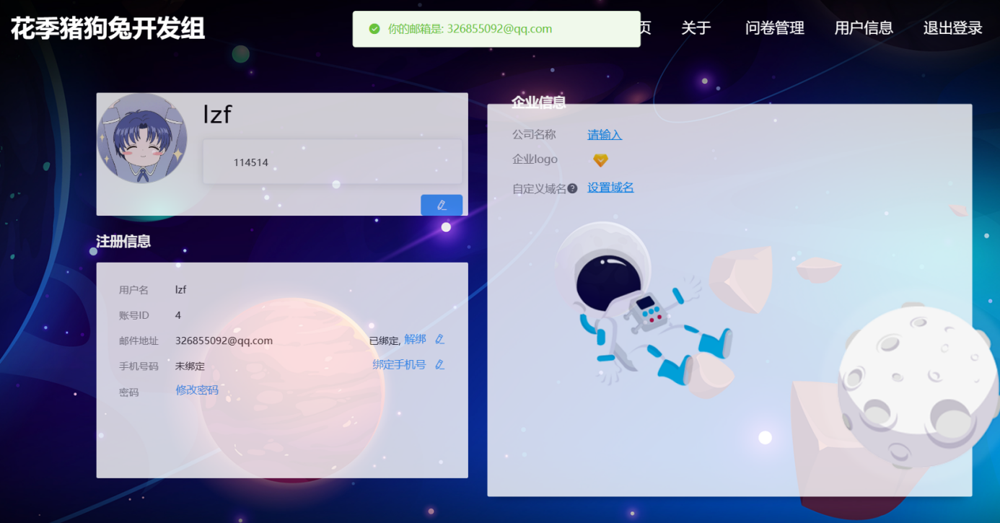 花季猪狗兔开发组
你的邮箱是: 326855092@qq.com
页 关于 问卷管理 用户信息 退出登录
lzf
114514
注册信息
用户名 lzf
账号ID 4
邮件地址 326855092@qq.com 已绑定, 解绑
手机号码 未绑定 绑定手机号
密码 修改密码
企业信息
公司名称 请输入
企业logo
自定义域名? 设置域名